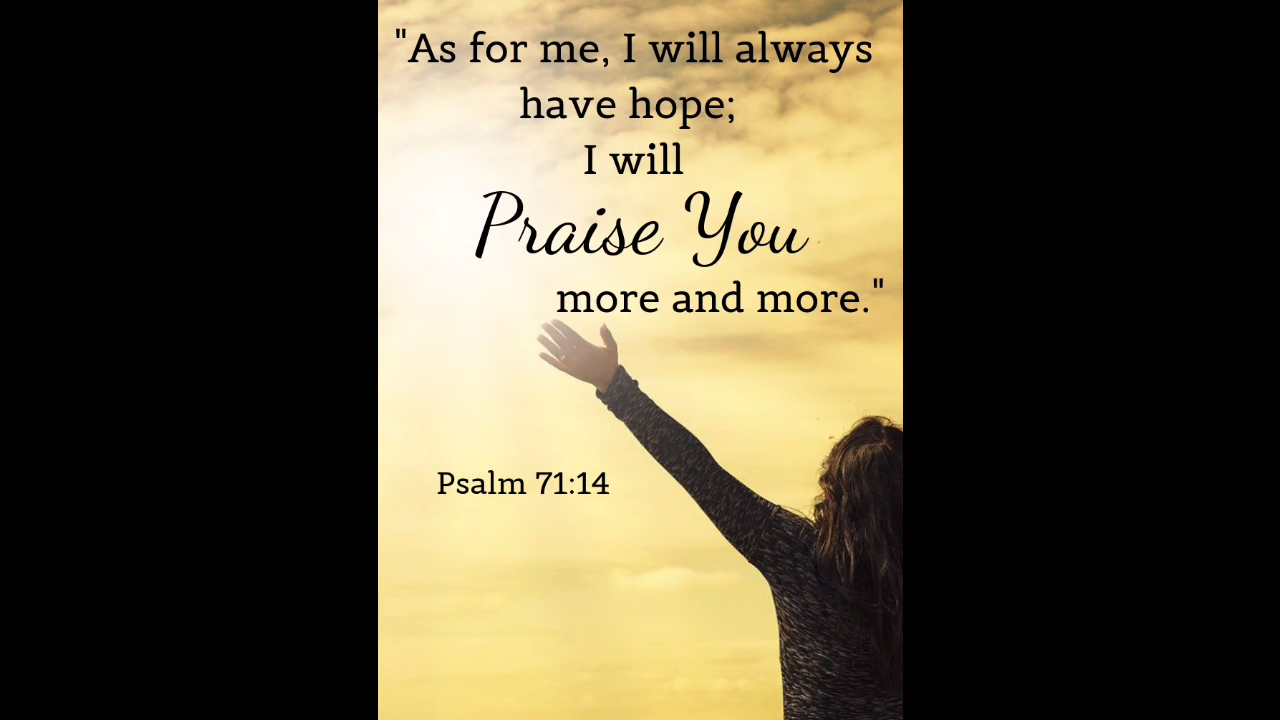 "As for me, I will always
have hope;
I will
Praise You
more and more."
Psalm 71:14